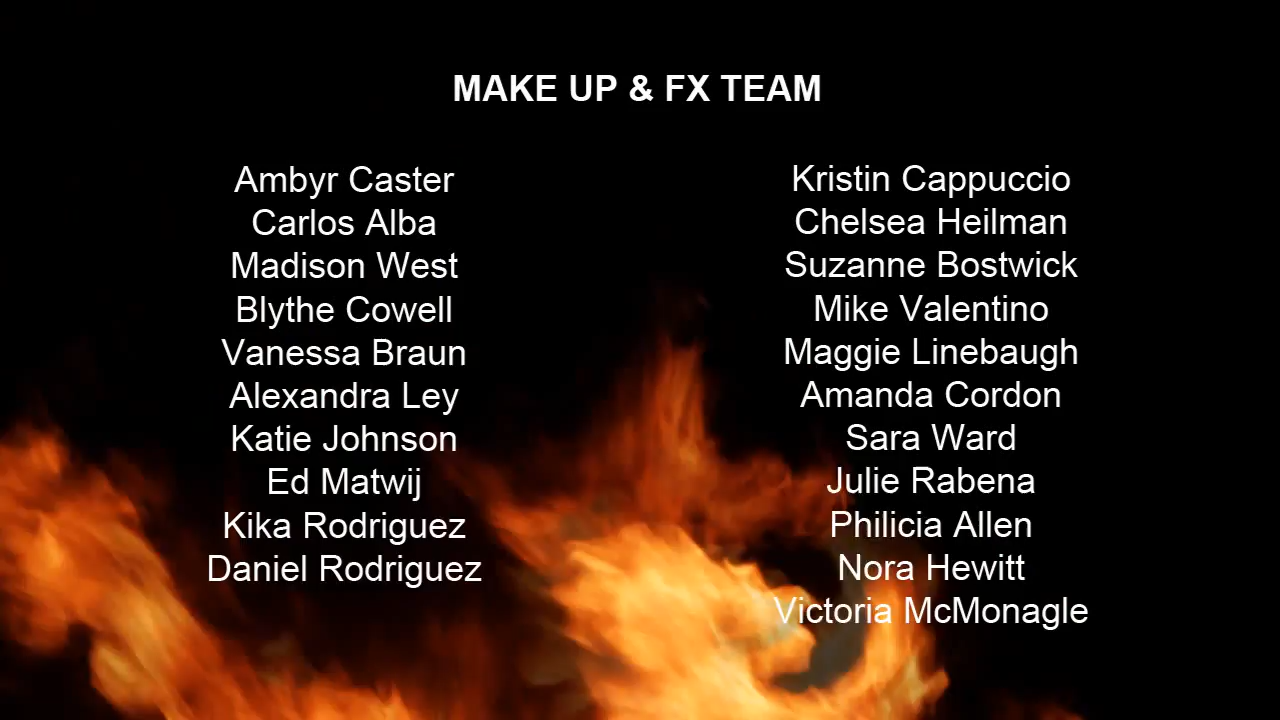 MAKE UP & FX TEAM
Ambyr Caster
Carlos Alba
Madison West
Blythe Cowell
Vanessa Braun
Alexandra Ley
Katie Johnson
Ed Matwij
Kika Rodriguez
Daniel Rodriguez
Kristin Cappuccio
Chelsea Heilman
Suzanne Bostwick
Mike Valentino
Maggie Linebaugh
Amanda Cordon
Sara Ward
Julie Rabena
Philicia Allen
Nora Hewitt
Victoria McMonagle